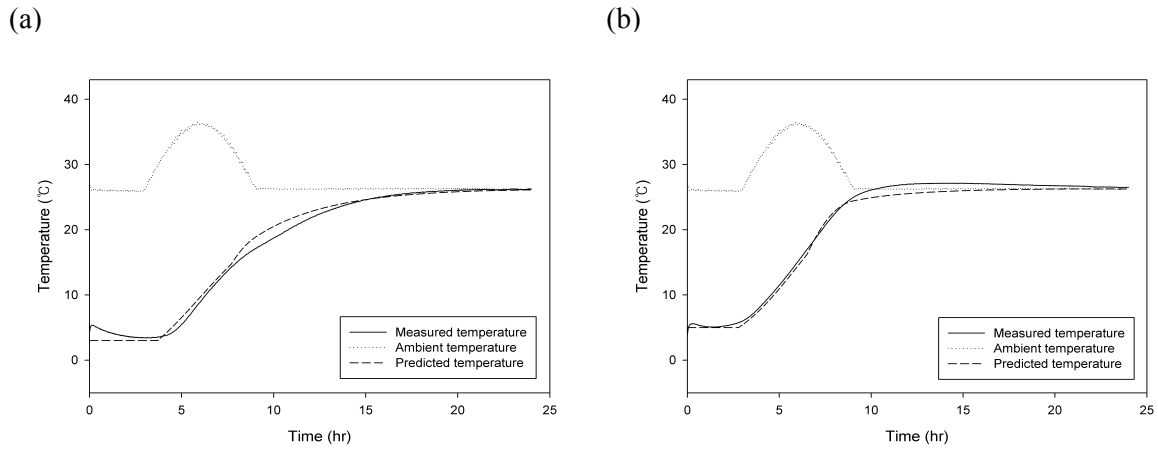 (a)
40
30
20
10
0
Temperature (℃)
0 5 10 15 20 25
Time (hr)
Measured temperature
Ambient temperature
Predicted temperature
(b)
40
30
20
10
0
Temperature (℃)
0 5 10 15 20 25
Time (hr)
Measured temperature
Ambient temperature
Predicted temperature